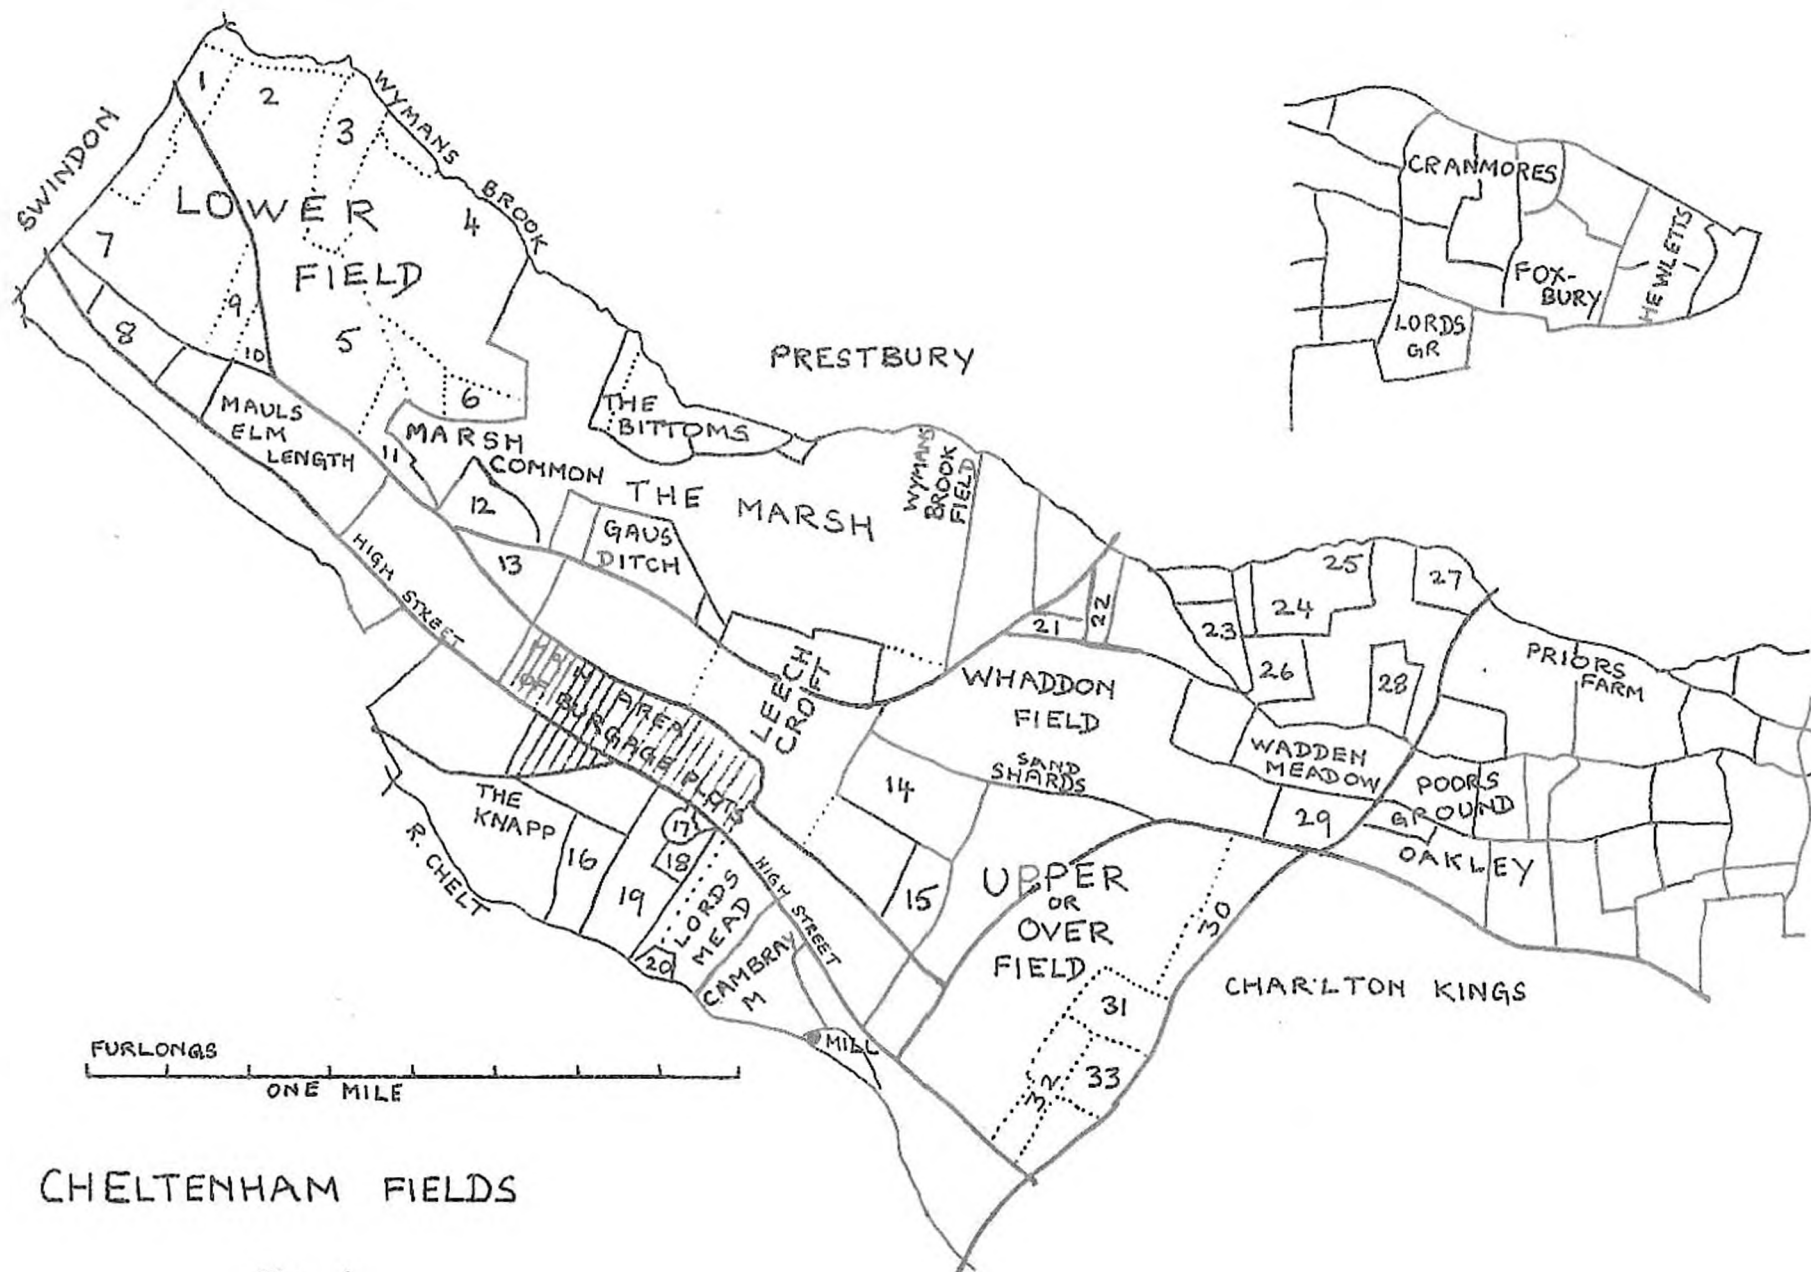 SWINDON
WYMANS BROOK
1
2
3
4
LOWER
FIELD
5
6
7
8
9
10
MAULS
ELM
LENGTH
11
MARSH
COMMON
12
13
THE
BITTOMS
PRESTBURY
THE MARSH
GAUS
DITCH
WYMANS
BROOK
FIELD
CRANMORES
FOX-
BURY
HEWLETTS
LORDS
GR
HIGH STREET
MAIN AREA
OF BURGAGE PLOTS
LEECH
CROFT
WHADDON
FIELD
SAND
SHARDS
21
22
23
24
25
26
27
28
PRIORS
FARM
WADDEN
MEADOW
POORS
GROUND
29
OAKLEY
14
15
THE
KNAPP
16
17
18
19
20
R. CHELT
LORDS
MEAD
CAMBRAY
M
HIGH STREET
MILL
UPPER
OR
OVER
FIELD
30
31
32
33
CHARLTON KINGS
FURLONGS
ONE MILE
CHELTENHAM FIELDS